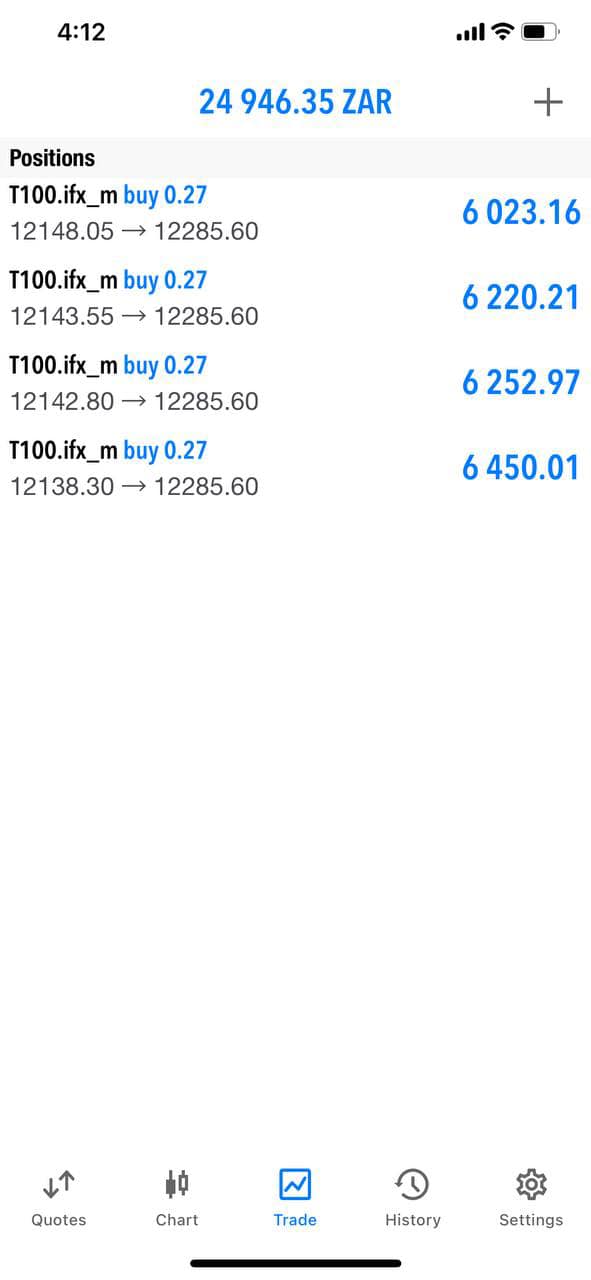 4:12
24 946.35 ZAR
Positions
T100.ifx_m buy 0.27
12148.05 → 12285.60
6 023.16
T100.ifx_m buy 0.27
12143.55 → 12285.60
6 220.21
T100.ifx_m buy 0.27
12142.80 → 12285.60
6 252.97
T100.ifx_m buy 0.27
12138.30 → 12285.60
6 450.01
Quotes
Chart
Trade
History
Settings